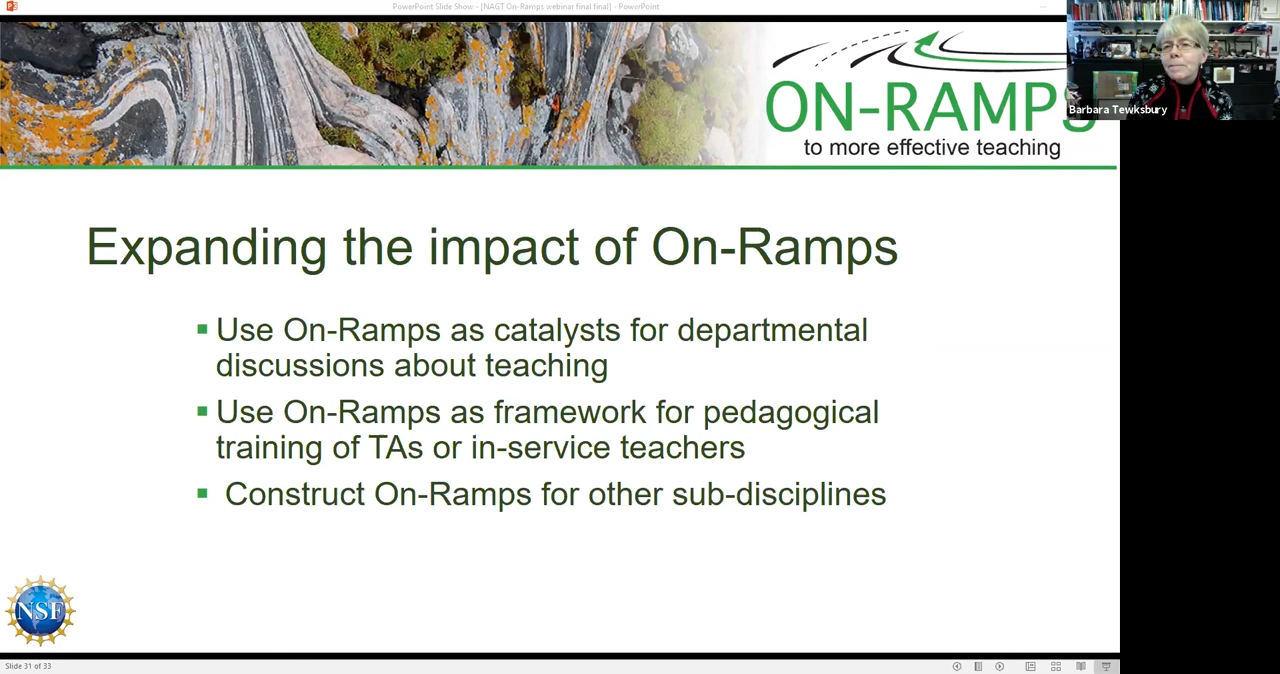 PowerPoint Slide Show - [NAGT On-Ramps webinar final final] - PowerPoint
ON-RAMPS
to more effective teaching
Barbara Tewksbury
Expanding the impact of On-Ramps
Use On-Ramps as catalysts for departmental
discussions about teaching
Use On-Ramps as framework for pedagogical
training of TAs or in-service teachers
Construct On-Ramps for other sub-disciplines
NSF
Slide 31 of 33